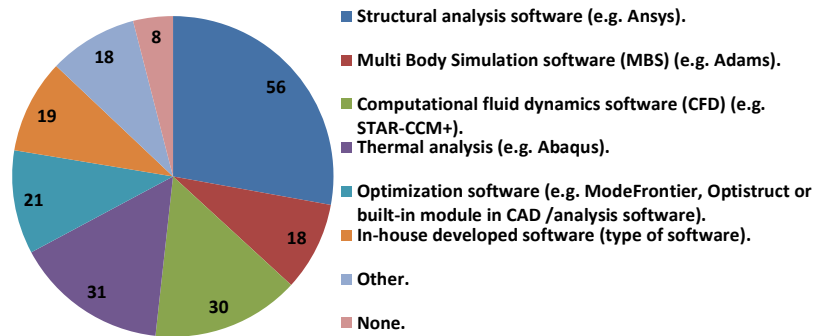 Structural analysis software (e.g. Ansys).
Multi Body Simulation software (MBS) (e.g. Adams).
Computational fluid dynamics software (CFD) (e.g.
STAR-CCM+).
Thermal analysis (e.g. Abaqus).
Optimization software (e.g. ModeFrontier, Optistruct or
built-in module in CAD /analysis software).
In-house developed software (type of software).
Other.
None.
56
18
30
31
21
19
18
8